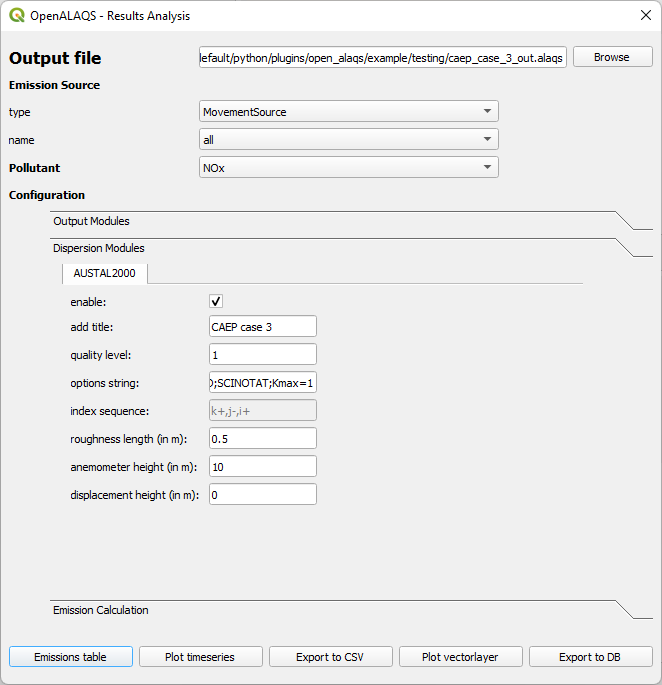 OpenALAQS - Results Analysis
Output file
default/python/plugins/open_alaqs/example/testing/caep_case_3_out.alaqs
Browse
Emission Source
type
MovementSource
name
all
Pollutant
NOx
Configuration
Output Modules
Dispersion Modules
AUSTAL2000
enable:
add title:
CAEP case 3
quality level:
1
options string:
;SCINOTAT;Kmax=1
index sequence:
k+,j-,i+
roughness length (in m):
0.5
anemometer height (in m):
10
displacement height (in m):
0
Emission Calculation
Emissions table
Plot timeseries
Export to CSV
Plot vectorlayer
Export to DB